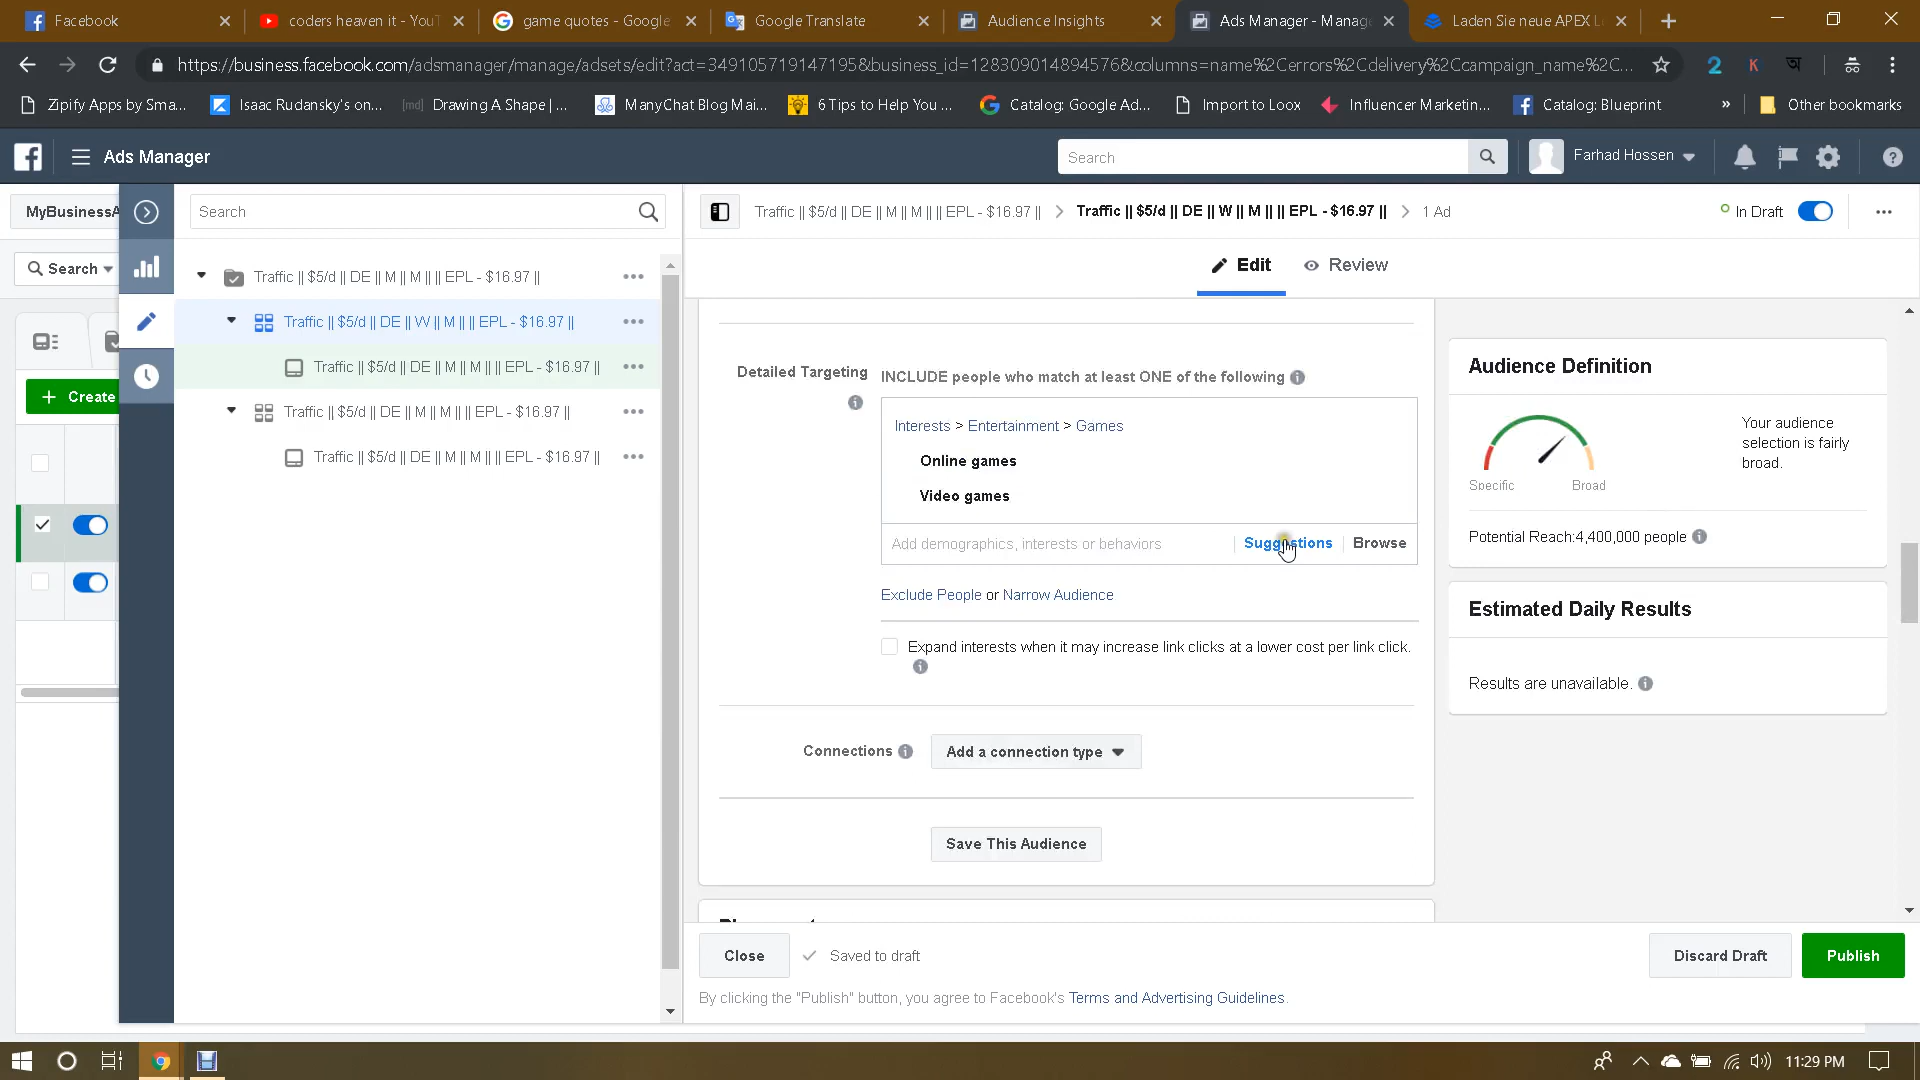 Facebook
coders heaven it - YouT
game quotes - Google
Google Translate
Audience Insights
Ads Manager - Manag
Laden Sie neue APEX L
https://business.facebook.com/adsmanager/manage/adsets/edit?act=349105719147195&business_id=128309014894576&columns=name%2Cerrors%2Cdelivery%2Ccampaign_name%2C...
Zipify Apps by Sma...
Isaac Rudansky's on...
[md] Drawing A Shape | ...
ManyChat Blog Mai...
6 Tips to Help You ...
Catalog: Google Ad...
Import to Loox
Influencer Marketin...
Catalog: Blueprint
» Other bookmarks
Ads Manager
Search
Farhad Hossen
MyBusinessA
Search
Traffic || $5/d || DE || M || M || || EPL - $16.97 ||
Traffic || $5/d || DE || W || M || || EPL - $16.97 ||
1 Ad
In Draft
Search
Edit
Review
Create
Traffic || $5/d || DE || M || M || || EPL - $16.97 ||
Traffic || $5/d || DE || W || M || || EPL - $16.97 ||
Traffic || $5/d || DE || M || M || || EPL - $16.97 ||
Traffic || $5/d || DE || M || M || || EPL - $16.97 ||
Traffic || $5/d || DE || M || M || || EPL - $16.97 ||
Detailed Targeting
INCLUDE people who match at least ONE of the following
Interests > Entertainment > Games
Online games
Video games
Add demographics, interests or behaviors
Suggestions
Browse
Exclude People or Narrow Audience
Expand interests when it may increase link clicks at a lower cost per link click.
Connections
Add a connection type
Save This Audience
Audience Definition
Your audience
selection is fairly
broad.
Specific
Broad
Potential Reach:4,400,000 people
Estimated Daily Results
Results are unavailable.
Close
Saved to draft
Discard Draft
Publish
By clicking the "Publish" button, you agree to Facebook's Terms and Advertising Guidelines.
11:29 PM